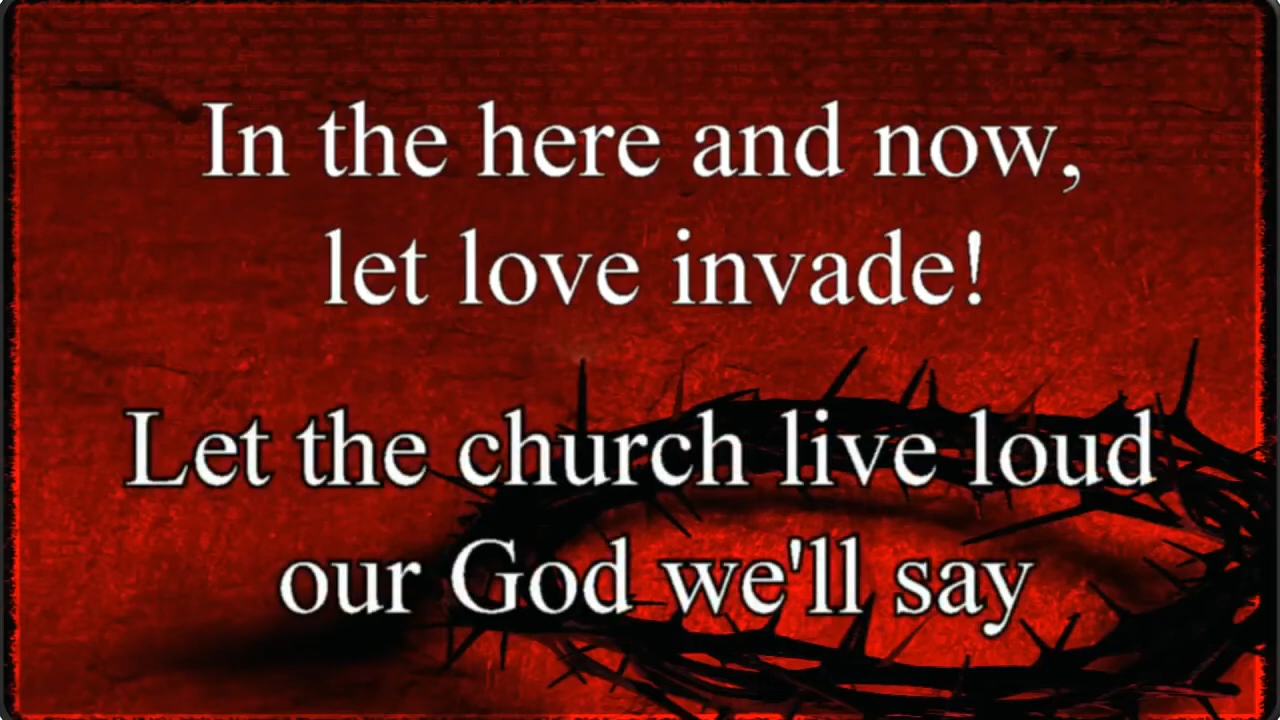 In the here and now,
let love invade!
Let the church live loud
our God we'll say